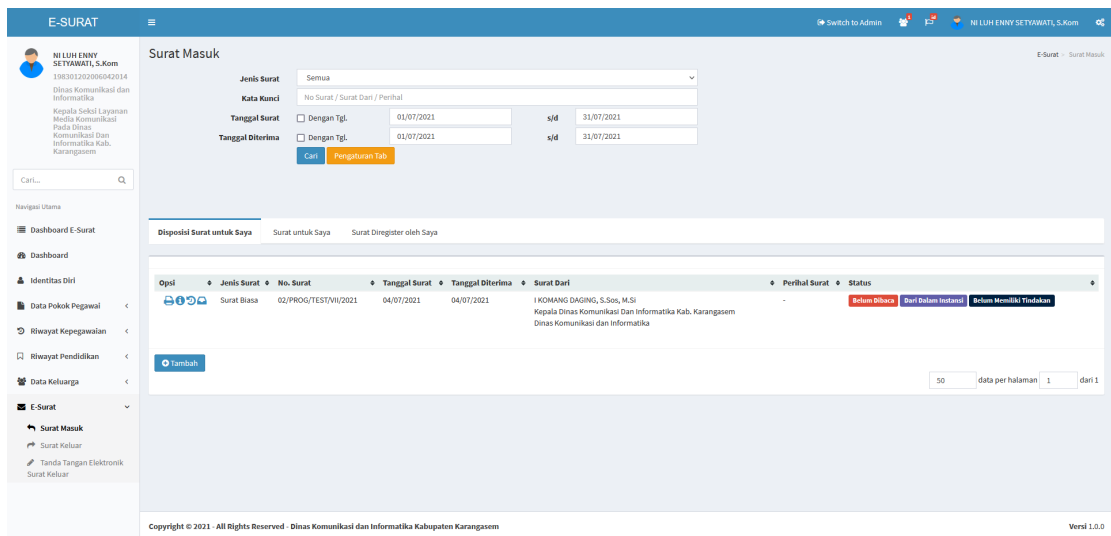 E-SURAT
Switch to Admin
NI LUH ENNY SETYAWATI, S.Kom
NI LUH ENNY
SETYAWATI, S.Kom
198301202006042014
Dinas Komunikasi dan
Informatika
Kepala Seksi Layanan
Media Komunikasi
Pada Dinas
Komunikasi Dan
Informatika Kab.
Karangasem
Cari...
Navigasi Utama
Dashboard E-Surat
Dashboard
Identitas Diri
Data Pokok Pegawai
Riwayat Kepegawaian
Riwayat Pendidikan
Data Keluarga
E-Surat
Surat Masuk
Surat Keluar
Tanda Tangan Elektronik
Surat Keluar
Surat Masuk
E-Surat > Surat Masuk
Jenis Surat Semua
Kata Kunci No Surat / Surat Dari / Perihal
Tanggal Surat Dengan Tgl. 01/07/2021 s/d 31/07/2021
Tanggal Diterima Dengan Tgl. 01/07/2021 s/d 31/07/2021
Cari Pengaturan Tab
Disposisi Surat untuk Saya Surat untuk Saya Surat Diregister oleh Saya
Opsi Jenis Surat No. Surat Tanggal Surat Tanggal Diterima Surat Dari Perihal Surat Status
Surat Biasa 02/PROG/TEST/VII/2021 04/07/2021 04/07/2021 I KOMANG DAGING, S.Sos, M.Si - Belum Dibaca Dari Dalam Instansi Belum Memiliki Tindakan
Kepala Dinas Komunikasi Dan Informatika Kab. Karangasem
Dinas Komunikasi dan Informatika
Tambah
50 data per halaman 1 dari 1
Copyright © 2021 - All Rights Reserved - Dinas Komunikasi dan Informatika Kabupaten Karangasem
Versi 1.0.0